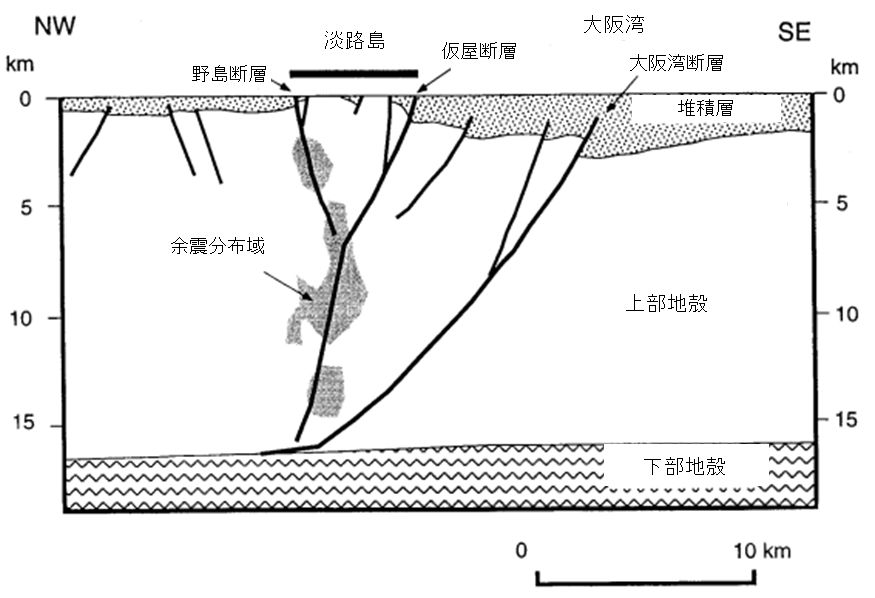 NW
淡路島
大阪湾
SE
km
野島断層
仮屋断層
大阪湾断層
km
0
堆積層
0
5
5
余震分布域
上部地殻
10
10
15
15
下部地殻
0
10 km